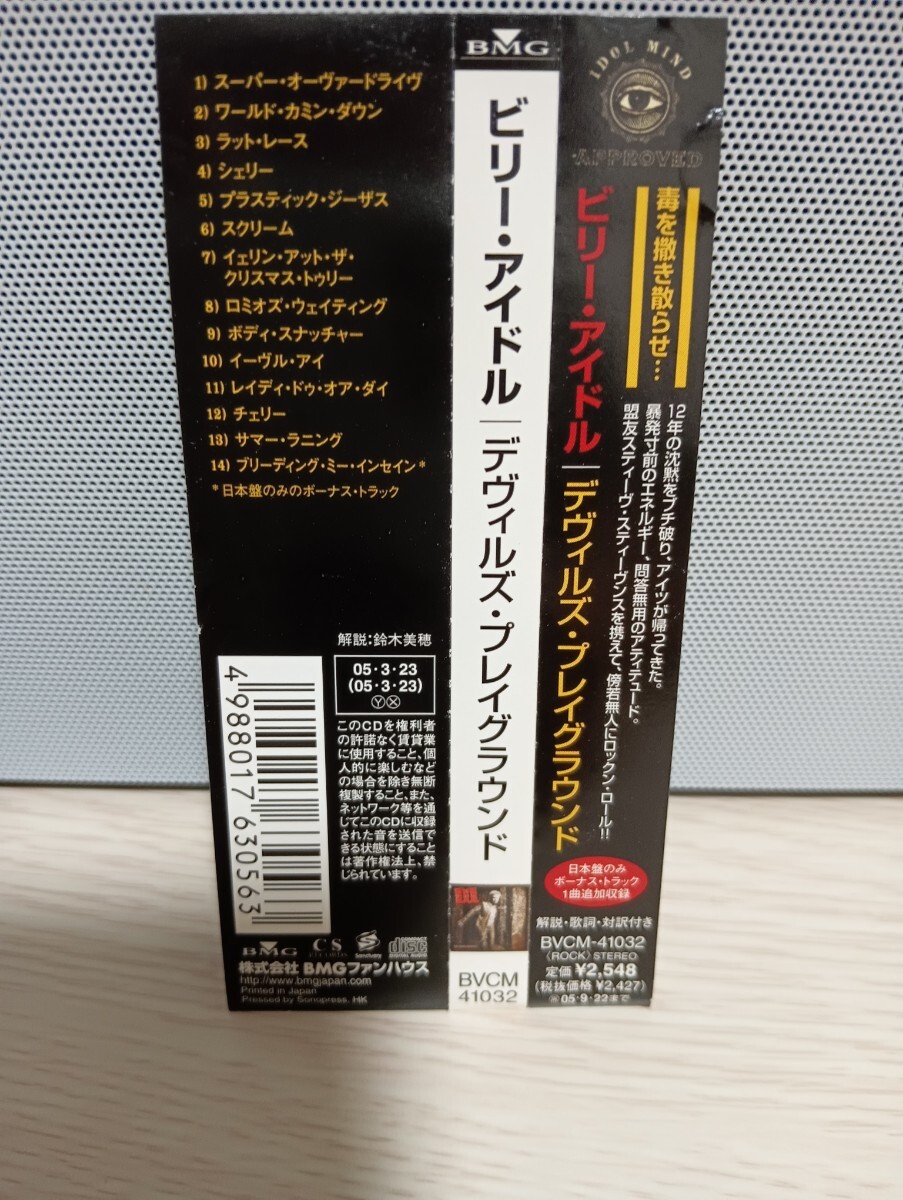 1) スーパー・オーヴァードライヴ
2) ワールド・カミン・ダウン
3) ラット・レース
4) シェリー
5) プラスティック・ジーザス
6) スクリーム
7) イェリン・アット・ザ・
クリスマス・トゥリー
8) ロミオズ・ウェイティング
9) ボディ・スナッチャー
10) イーヴル・アイ
11) レイディ・ドゥ・オア・ダイ
12) チェリー
13) サマー・ラニング
14) ブリーディング・ミー・インセイン*
*日本盤のみのボーナス・トラック
解説:鈴木美穂
05・3・23
(05・3・23)
Ⓨ
このCDを権利者
の許諾なく賃貸業
に使用すること、個
人的に楽しむなど
の場合を除き無断
複製すること、また、
ネットワーク等を通
じてこのCDに収録
された音を送信で
きる状態にすること
は著作権法上、禁
じられています。
4988017630563
BMG
CS
RECORDS
Sanctuary
COMPACT
disc
DIGITAL AUDIO
株式会社 BMGファンハウス
http://www.bmgjapan.com
Printed in Japan
Pressed by Sonopress, HK
BMG
ビリー・アイドル|デヴィルズ・プレイグラウンド
BVCM
41032
IDOL MIND
APPROVED
毒を撒き散らせ…
12年の沈黙をブチ破り、アイツが帰ってきた。
暴発寸前のエネルギー、問答無用のアティテュード。
盟友スティーヴ・スティーヴンスを携えて、傍若無人にロックン・ロール!!
ビリー・アイドル|デヴィルズ・プレイグラウンド
日本盤のみ
ボーナス・トラック
1曲追加収録
解説・歌詞・対訳付き
BVCM-41032
(ROCK) STEREO
定価 ¥2,548
(税抜価格 ¥2,427)
05・9・22まで